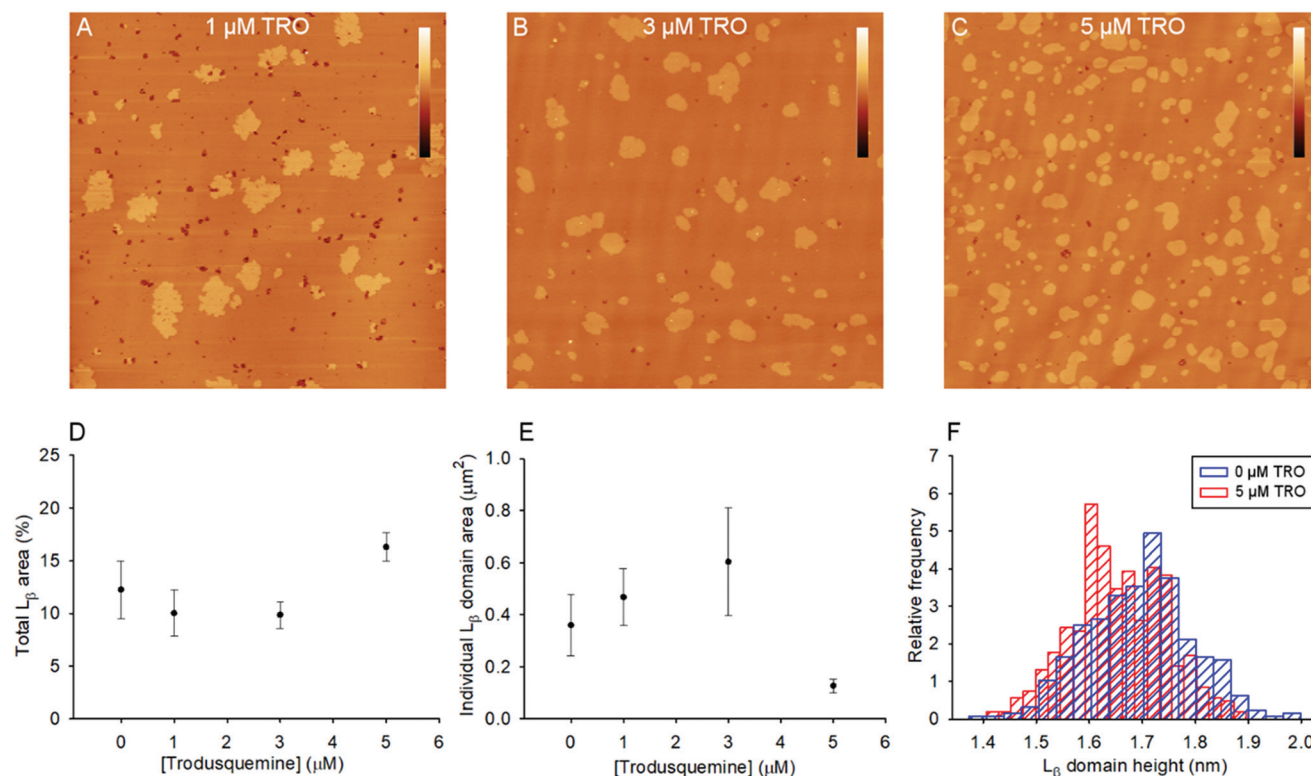 A
1 µM TRO
B
3 µM TRO
C
5 µM TRO
D
Total Lβ area (%)
25
20
15
10
5
0
0 1 2 3 4 5 6
[Trodusquemine] (µM)
E
Individual Lβ domain area (µm²)
1.0
0.8
0.6
0.4
0.2
0.0
0 1 2 3 4 5 6
[Trodusquemine] (µM)
F
Relative frequency
7
6
5
4
3
2
1
0
0 µM TRO
5 µM TRO
1.4 1.5 1.6 1.7 1.8 1.9 2.0
Lβ domain height (nm)